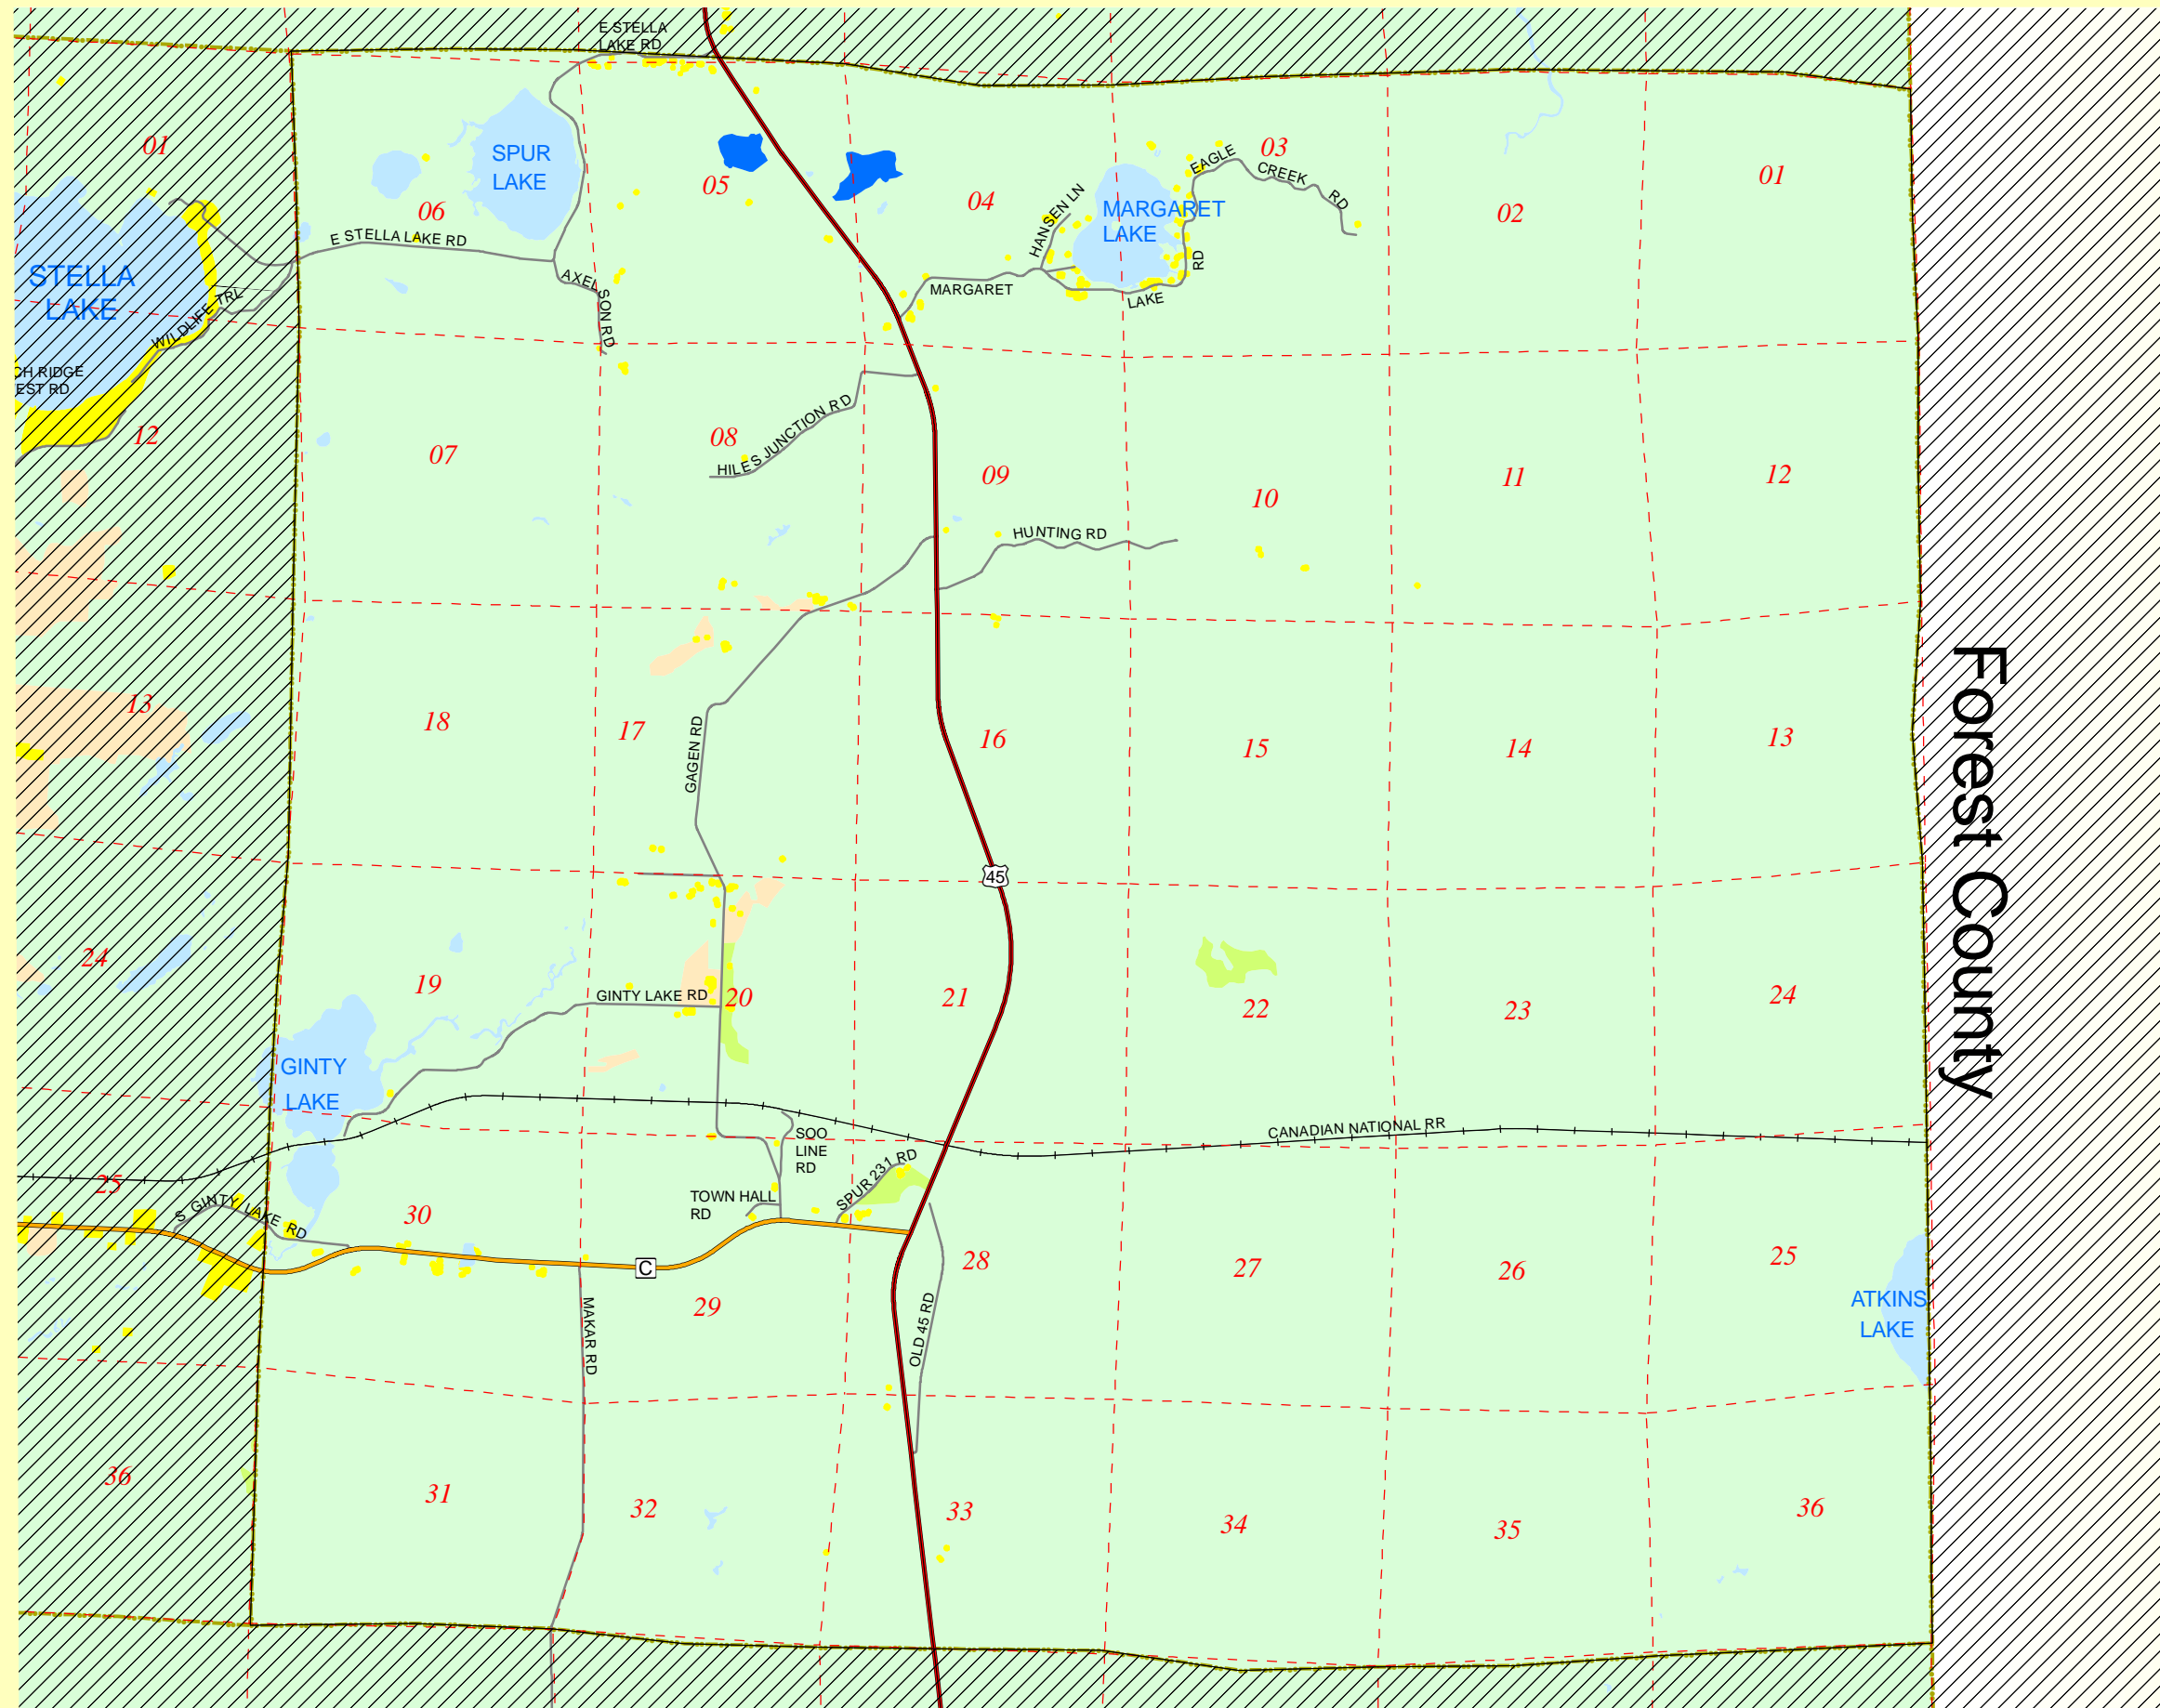 E STELLA
LAKE RD
01
SPUR
LAKE
06
05
04
03
02
01
EAGLE CREEK RD
HANSEN LN
MARGARET
LAKE
E STELLA LAKE RD
AXELSON RD
MARGARET LAKE RD
STELLA
LAKE
WILDLIFE TRL
CH RIDGE
EST RD
12
07
08
HILES JUNCTION RD
09
10
11
12
HUNTING RD
13
18
17
GAGEN RD
16
15
14
13
Forest County
45
24
19
GINTY LAKE RD
20
21
22
23
24
GINTY
LAKE
CANADIAN NATIONAL RR
SOO
LINE
RD
SPUR 231 RD
TOWN HALL
RD
25
S GINTY LAKE RD
30
C
29
28
27
26
25
MAKAR RD
OLD 45 RD
ATKINS
LAKE
36
31
32
33
34
35
36